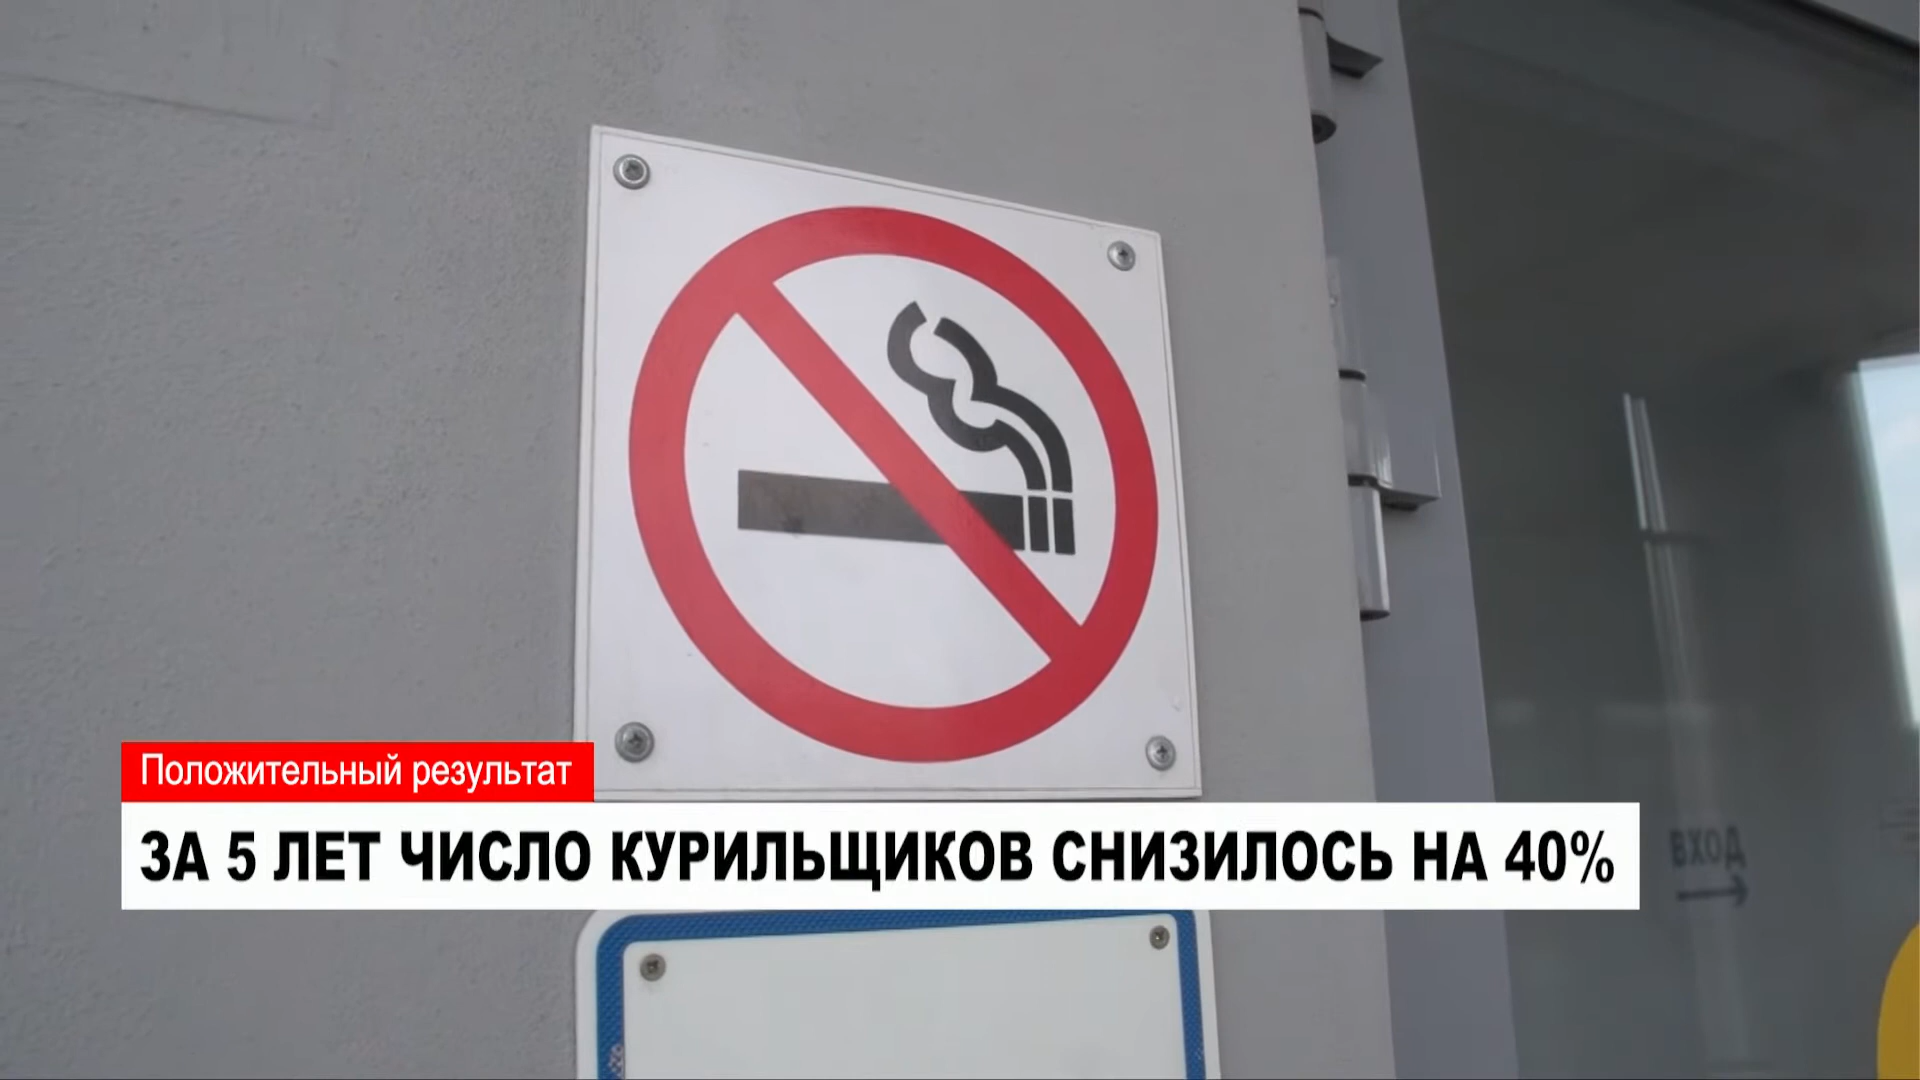 Положительный результат
ЗА 5 ЛЕТ ЧИСЛО КУРИЛЬЩИКОВ СНИЗИЛОСЬ НА 40%
ВХОД